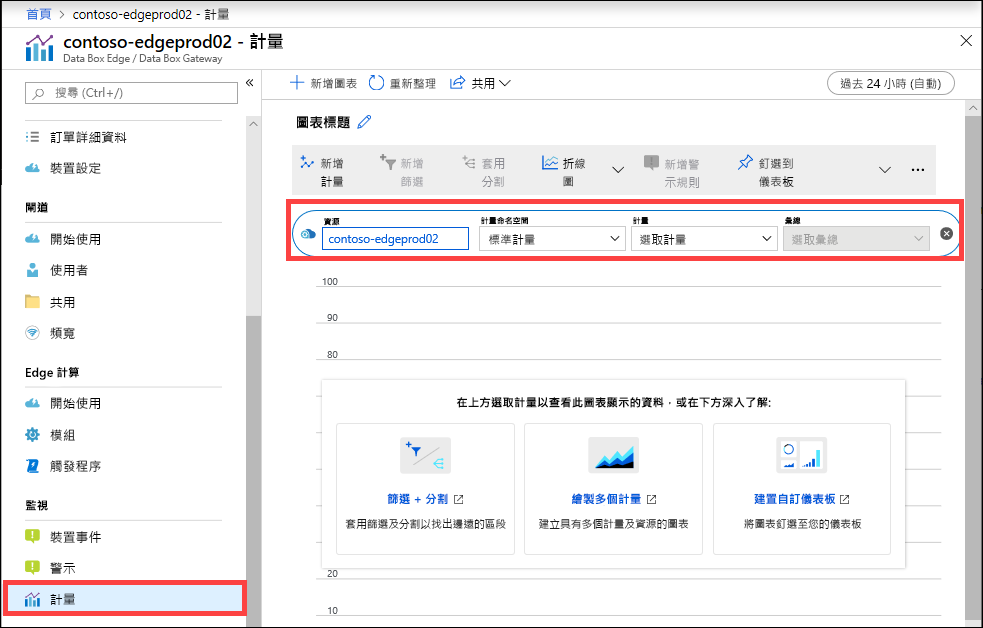 首頁 > contoso-edgeprod02 - 計量
contoso-edgeprod02 - 計量
Data Box Edge / Data Box Gateway
搜尋 (Ctrl+/)
訂單詳細資料
裝置設定
閘道
開始使用
使用者
共用
頻寬
Edge 計算
開始使用
模組
觸發程序
監視
裝置事件
警示
計量
新增圖表
重新整理
共用
過去 24 小時 (自動)
圖表標題
新增
計量
新增
篩選
套用
分割
折線
圖
新增警
示規則
釘選到
儀表板
資源
contoso-edgeprod02
計量命名空間
標準計量
計量
選取計量
彙總
選取彙總
100
90
80
在上方選取計量以查看此圖表顯示的資料，或在下方深入了解:
篩選 + 分割
套用篩選及分割以找出邊遠的區段
繪製多個計量
建立具有多個計量及資源的圖表
建置自訂儀表板
將圖表釘選至您的儀表板
20
10